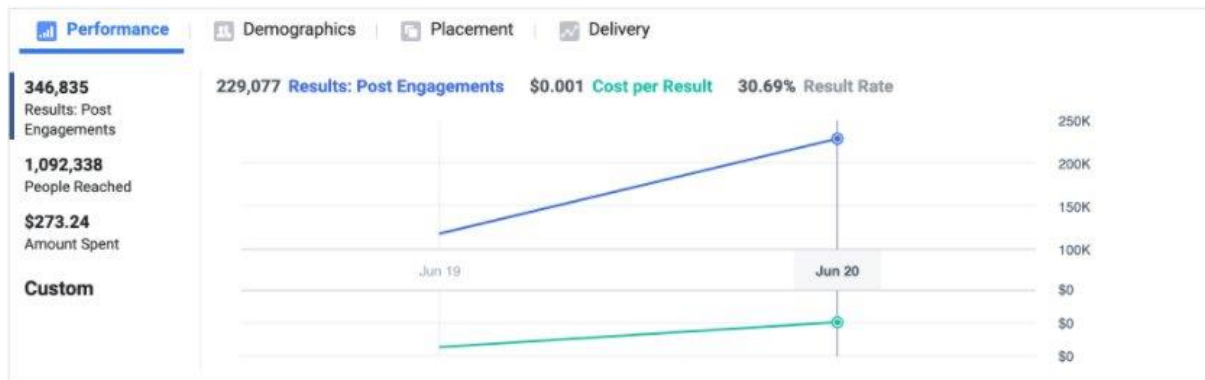 Performance
Demographics
Placement
Delivery
346,835
Results: Post
Engagements
1,092,338
People Reached
$273.24
Amount Spent
Custom
229,077 Results: Post Engagements $0.001 Cost per Result 30.69% Result Rate
250K
200K
150K
100K
Jun 19
Jun 20
$0
$0
$0